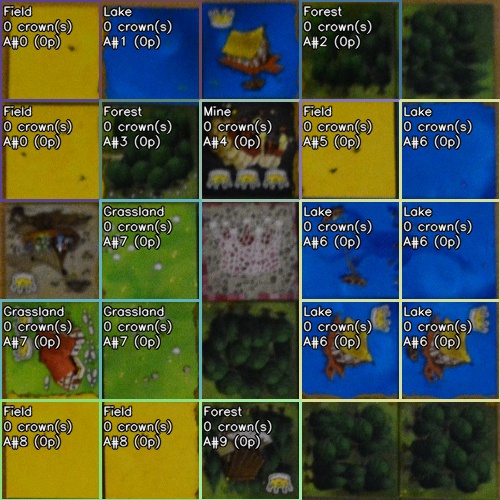 Field
0 crown(s)
A#0 (0p)
Lake
0 crown(s)
A#1 (0p)
Forest
0 crown(s)
A#2 (0p)
Field
0 crown(s)
A#0 (0p)
Forest
0 crown(s)
A#3 (0p)
Mine
0 crown(s)
A#4 (0p)
Field
0 crown(s)
A#5 (0p)
Lake
0 crown(s)
A#6 (0p)
Grassland
0 crown(s)
A#7 (0p)
Lake
0 crown(s)
A#6 (0p)
Lake
0 crown(s)
A#6 (0p)
Grassland
0 crown(s)
A#7 (0p)
Grassland
0 crown(s)
A#7 (0p)
Lake
0 crown(s)
A#6 (0p)
Lake
0 crown(s)
A#6 (0p)
Field
0 crown(s)
A#8 (0p)
Field
0 crown(s)
A#8 (0p)
Forest
0 crown(s)
A#9 (0p)